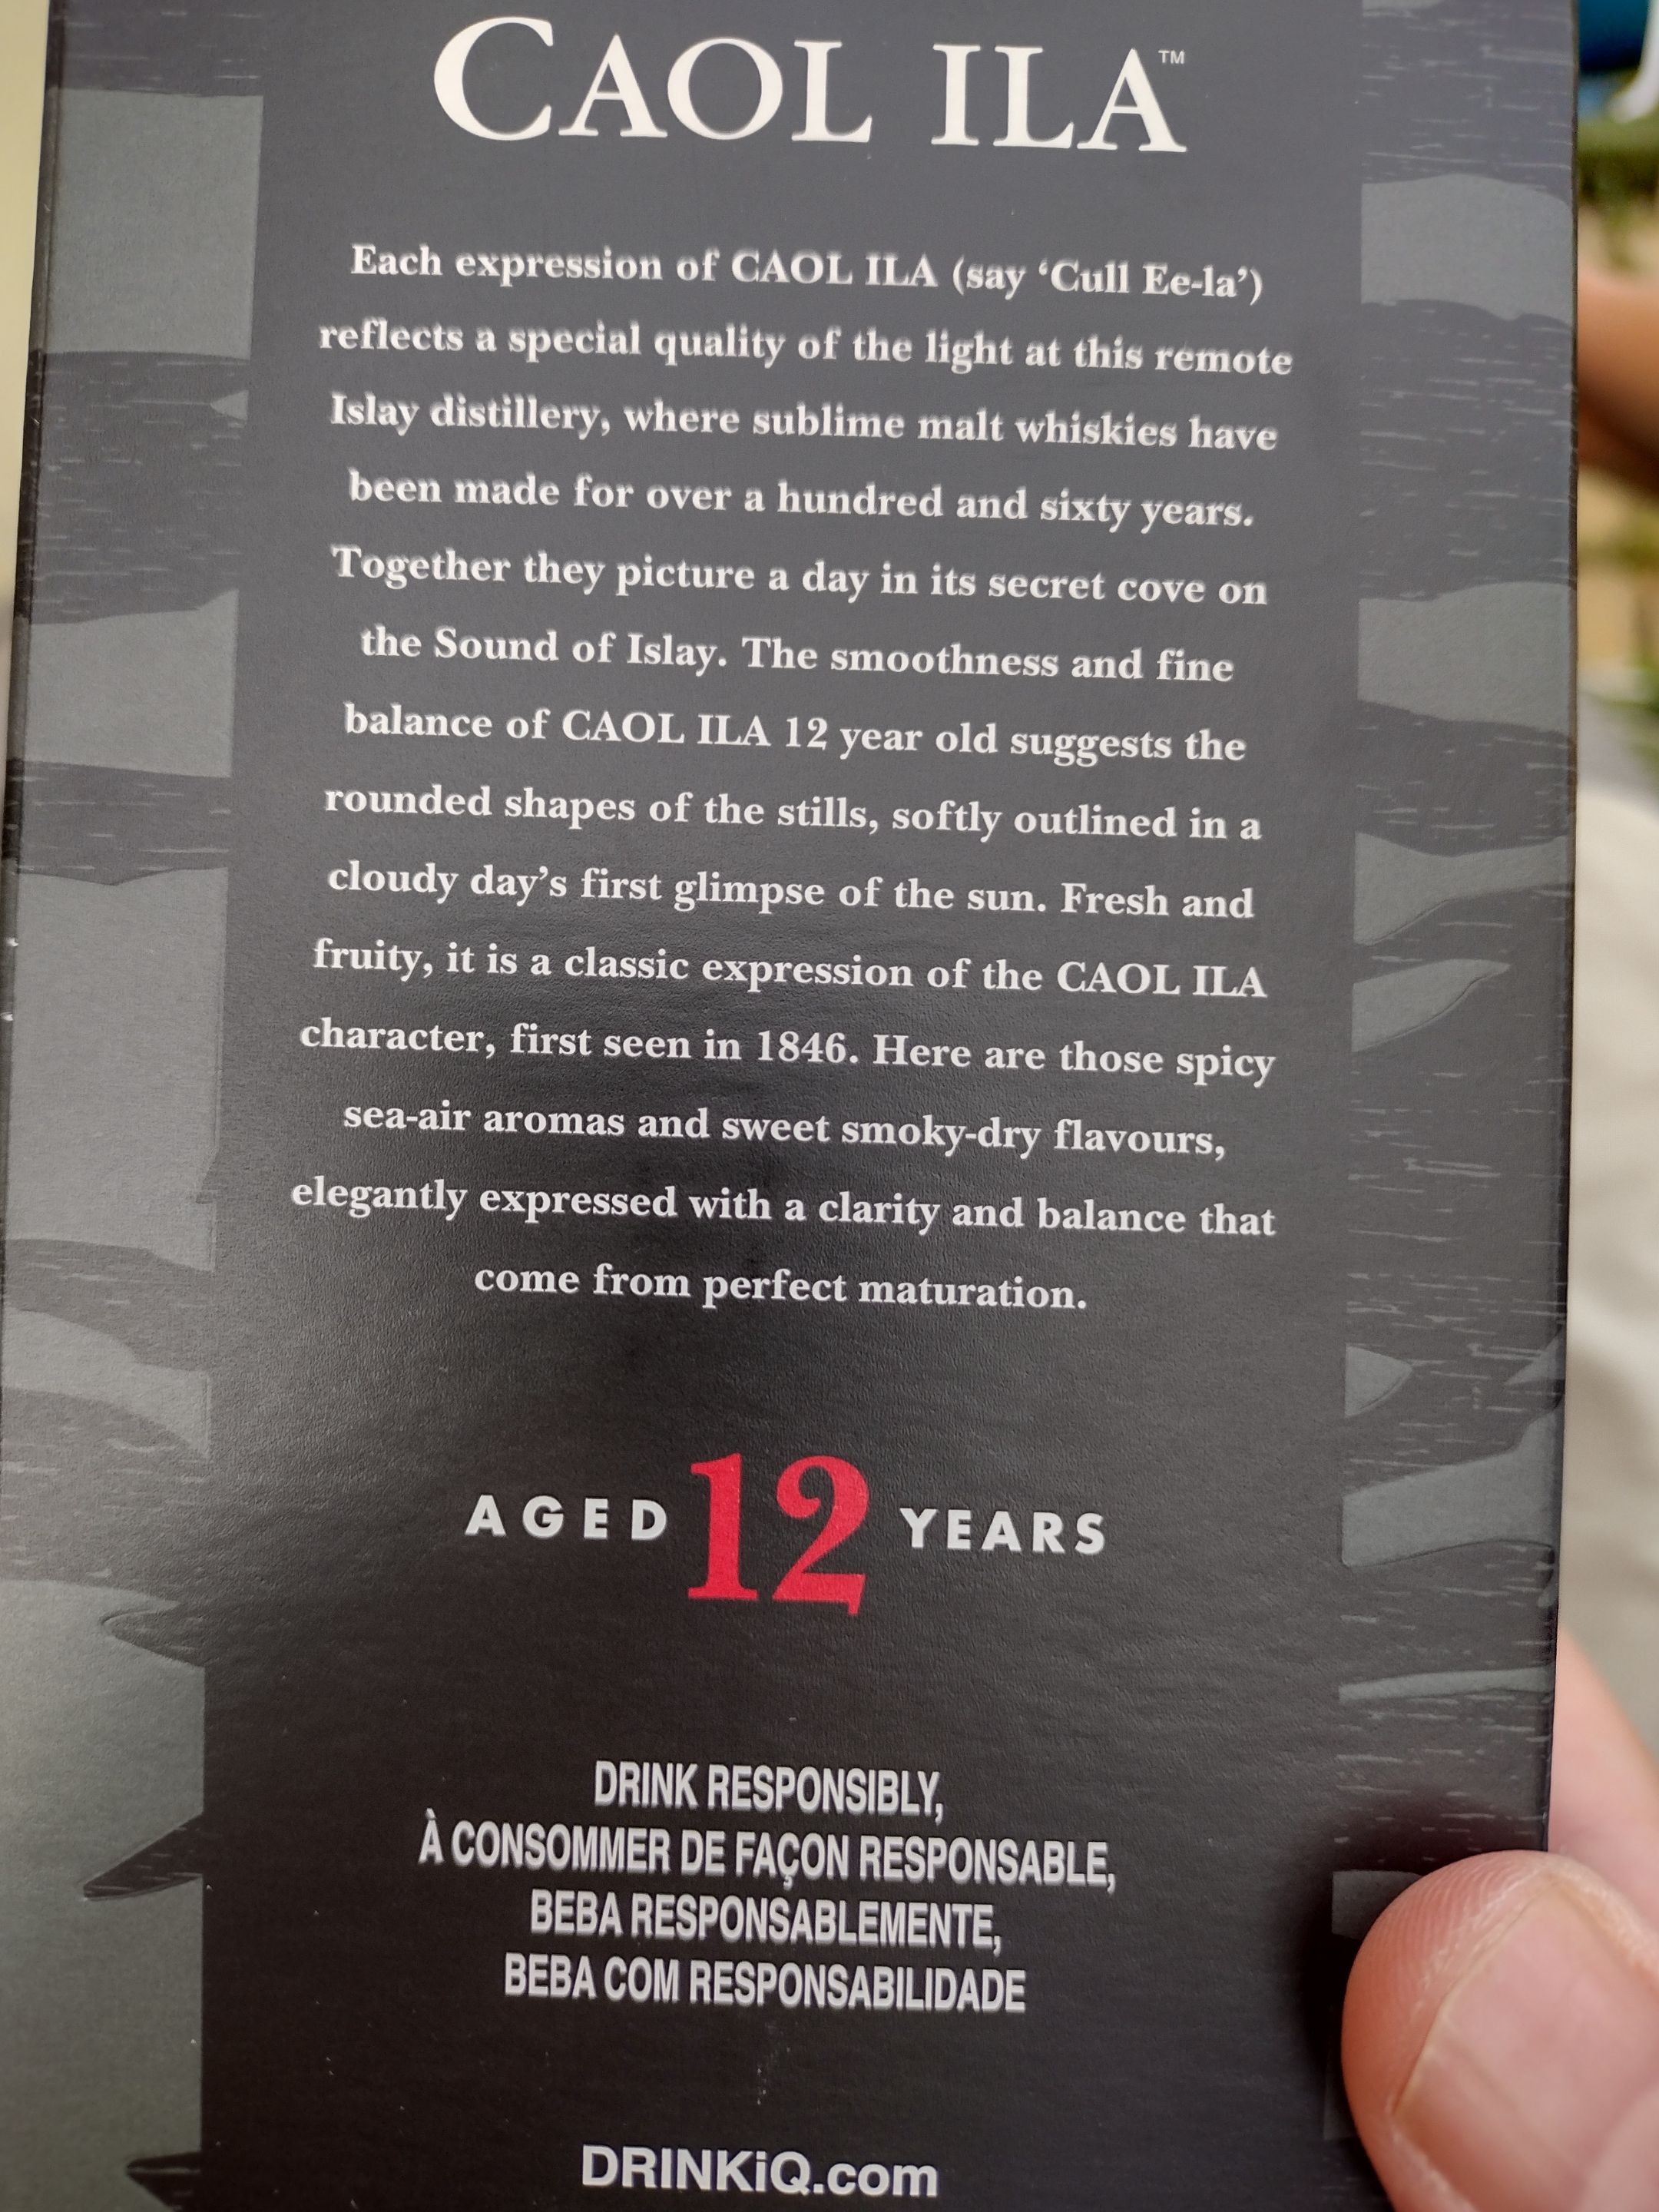 CAOL ILA™
Each expression of CAOL ILA (say ‘Cull Ee-la’)
reflects a special quality of the light at this remote
Islay distillery, where sublime malt whiskies have
been made for over a hundred and sixty years.
Together they picture a day in its secret cove on
the Sound of Islay. The smoothness and fine
balance of CAOL ILA 12 year old suggests the
rounded shapes of the stills, softly outlined in a
cloudy day’s first glimpse of the sun. Fresh and
fruity, it is a classic expression of the CAOL ILA
character, first seen in 1846. Here are those spicy
sea-air aromas and sweet smoky-dry flavours,
elegantly expressed with a clarity and balance that
come from perfect maturation.
AGED 12 YEARS
DRINK RESPONSIBLY,
À CONSOMMER DE FAÇON RESPONSABLE,
BEBA RESPONSABLEMENTE,
BEBA COM RESPONSABILIDADE
DRINKiQ.com